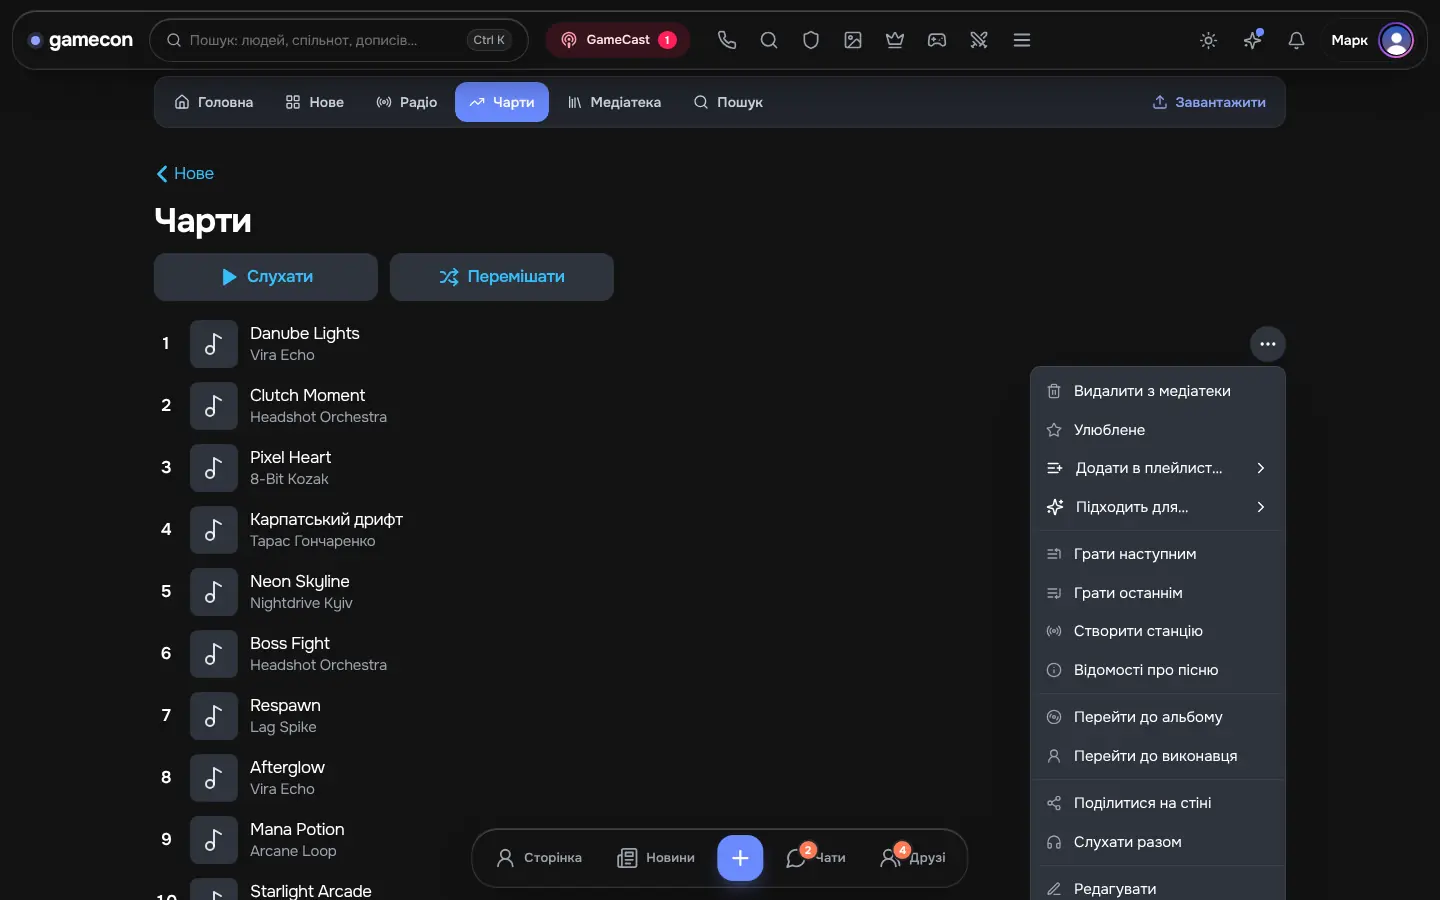 gamecon
Пошук: людей, спільнот, дописів...
Ctrl K
GameCast 1
Марк
Головна
Нове
Радіо
Чарти
Медіатека
Пошук
Завантажити
Нове
Чарти
Слухати
Перемішати
1
Danube Lights
Vira Echo
2
Clutch Moment
Headshot Orchestra
3
Pixel Heart
8-Bit Kozak
4
Карпатський дрифт
Тарас Гончаренко
5
Neon Skyline
Nightdrive Kyiv
6
Boss Fight
Headshot Orchestra
7
Respawn
Lag Spike
8
Afterglow
Vira Echo
9
Mana Potion
Arcane Loop
10
Starlight Arcade
Видалити з медіатеки
Улюблене
Додати в плейлист...
Підходить для...
Грати наступним
Грати останнім
Створити станцію
Відомості про пісню
Перейти до альбому
Перейти до виконавця
Поділитися на стіні
Слухати разом
Редагувати
Сторінка
Новини
2
Чати
4
Друзі